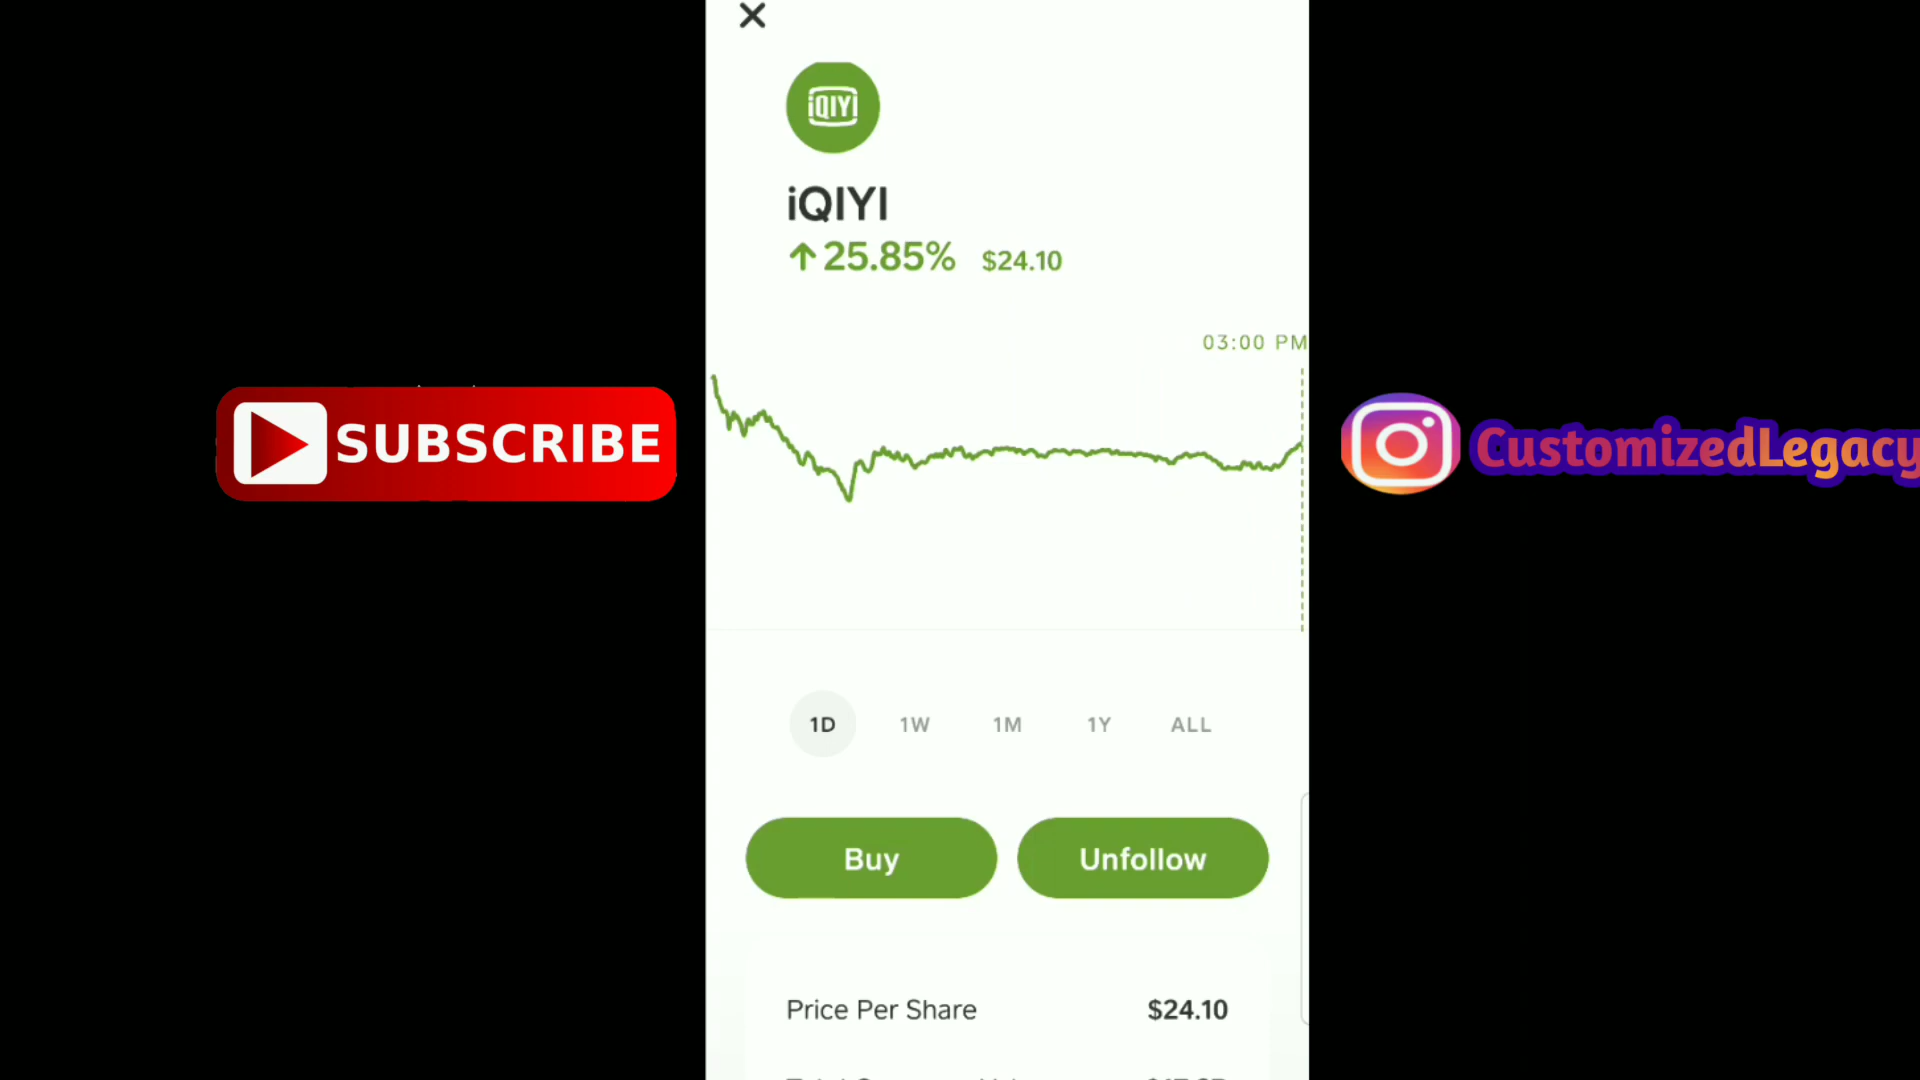 iQIYI
iQIYI
↑25.85% $24.10
03:00 PM
SUBSCRIBE
CustomizedLegacy
1D 1W 1M 1Y ALL
Buy Unfollow
Price Per Share $24.10